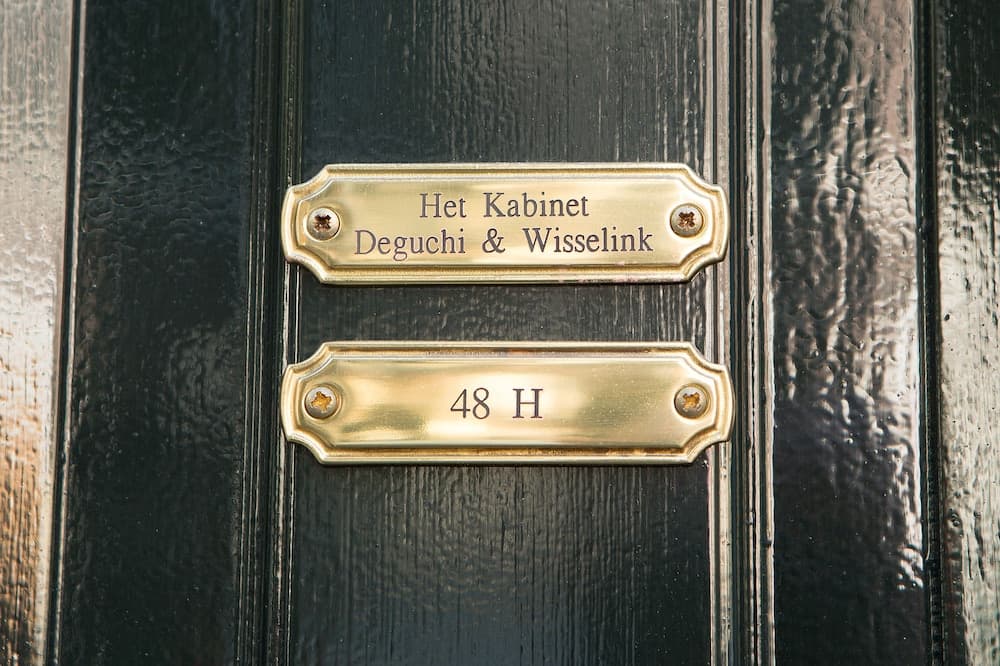 Het Kabinet
Deguchi & Wisselink
48 H